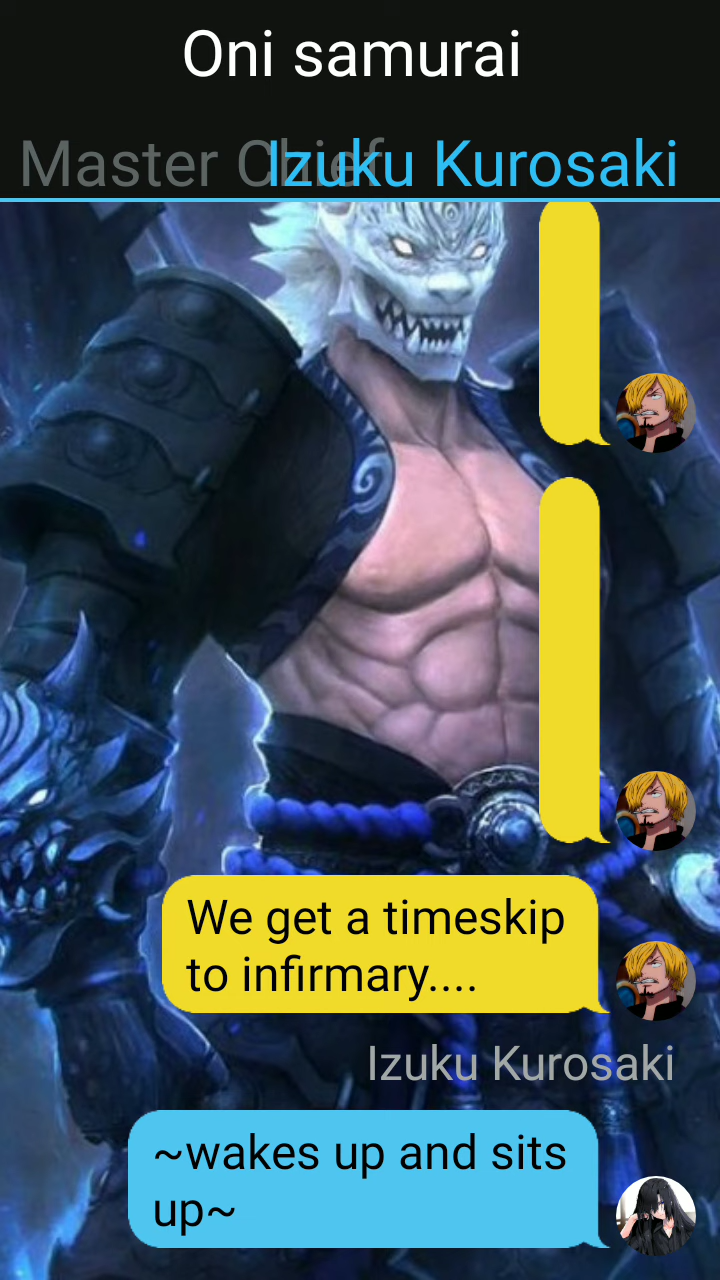 Oni samurai
Master Chief
Izuku Kurosaki
We get a timeskip
to infirmary....
Izuku Kurosaki
~wakes up and sits
up~